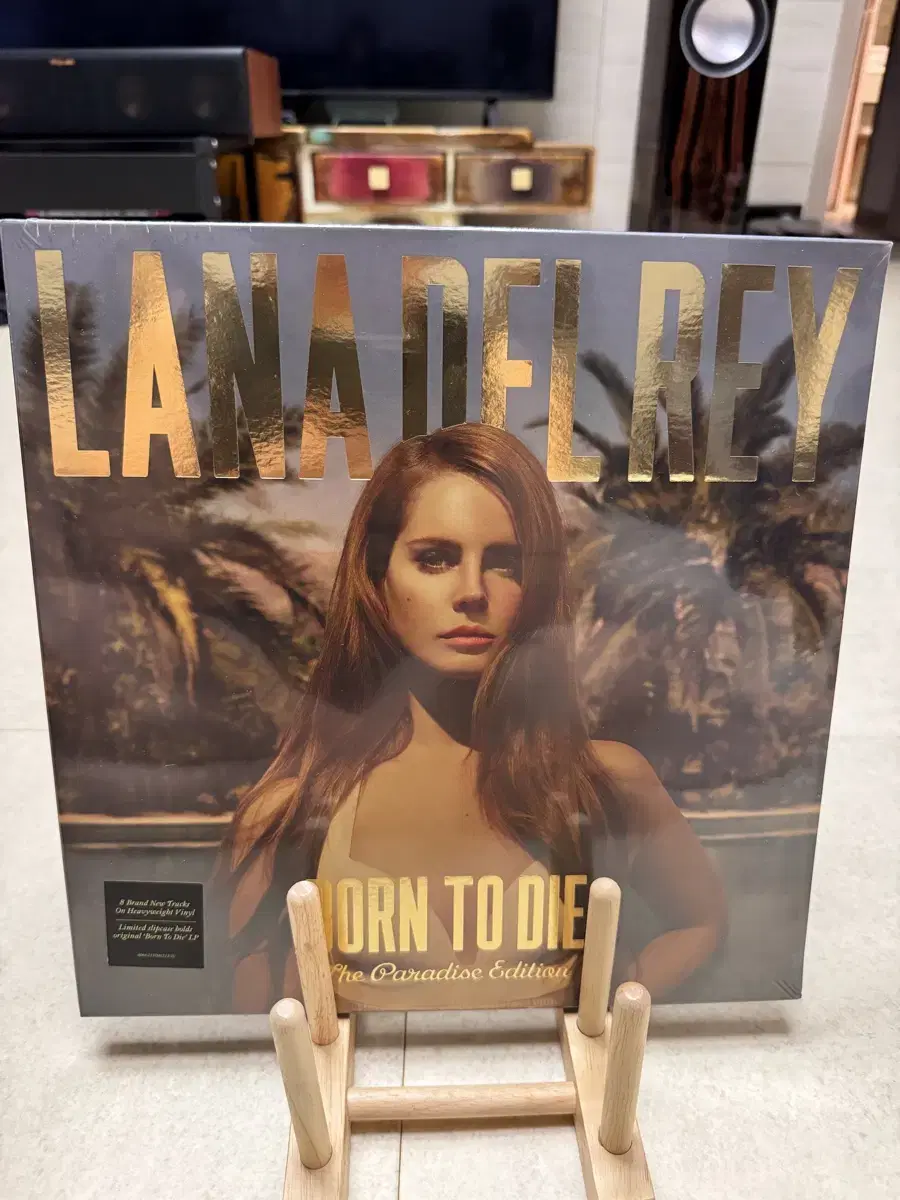 LANA DEL REY
BORN TO DIE
The Paradise Edition
8 Brand New Tracks
On Heavyweight Vinyl
Limited slipcase holds
original 'Born To Die' LP